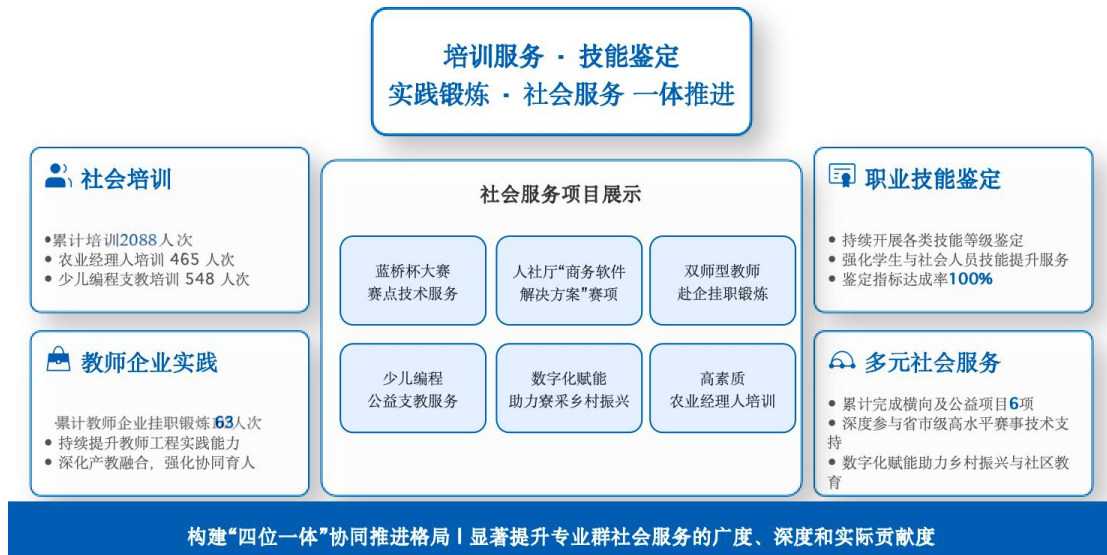 培训服务 · 技能鉴定
实践锻炼 · 社会服务 一体推进
社会培训
•累计培训2088人次
• 农业经理人培训 465 人次
• 少儿编程支教培训 548 人次
教师企业实践
累计教师企业挂职锻炼63人次
• 持续提升教师工程实践能力
• 深化产教融合，强化协同育人
社会服务项目展示
蓝桥杯大赛
赛点技术服务
人社厅“商务软件
解决方案”赛项
双师型教师
赴企挂职锻炼
少儿编程
公益支教服务
数字化赋能
助力寮采乡村振兴
高素质
农业经理人培训
职业技能鉴定
• 持续开展各类技能等级鉴定
• 强化学生与社会人员技能提升服务
• 鉴定指标达成率100%
多元社会服务
• 累计完成横向及公益项目6项
• 深度参与省市级高水平赛事技术支
持
• 数字化赋能助力乡村振兴与社区教
育
构建“四位一体”协同推进格局 | 显著提升专业群社会服务的广度、深度和实际贡献度